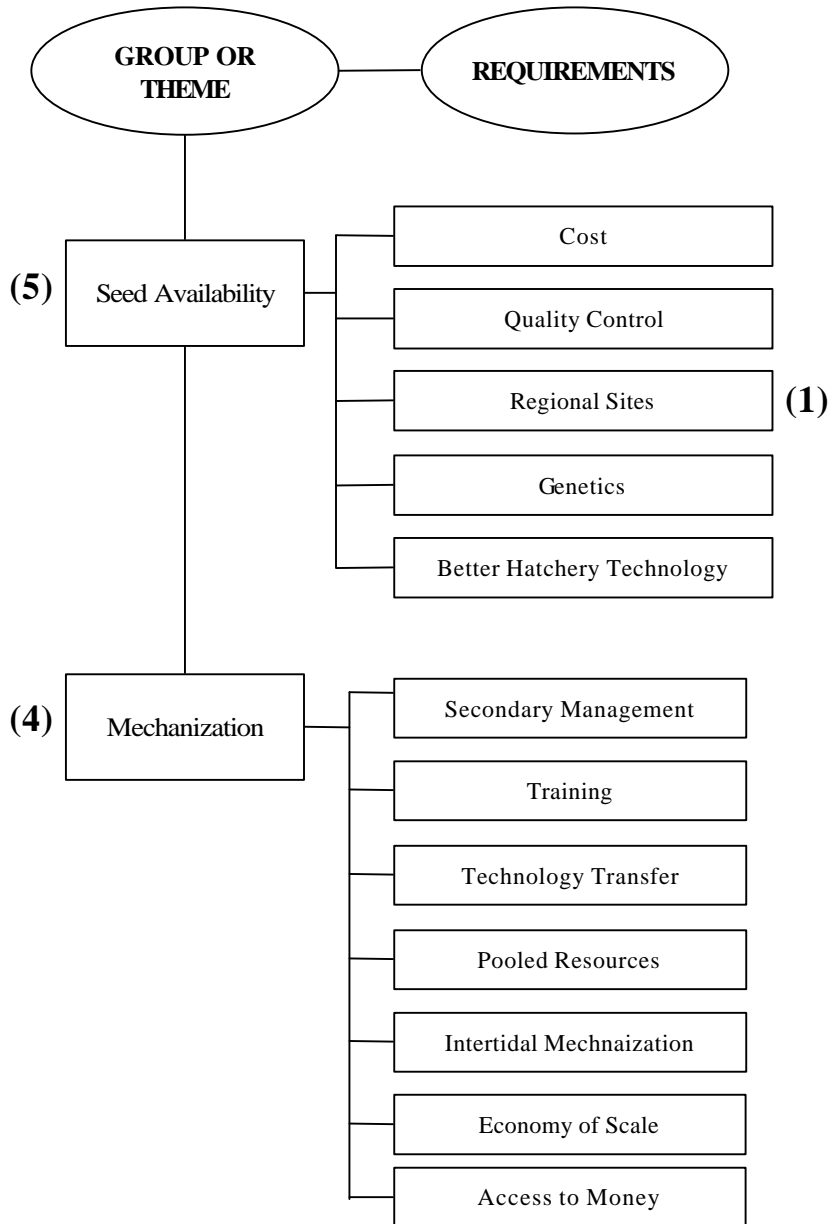 GROUP OR
THEME
REQUIREMENTS
Cost
(5)
Seed Availability
Quality Control
Regional Sites
(1)
Genetics
Better Hatchery Technology
(4)
Mechanization
Secondary Management
Training
Technology Transfer
Pooled Resources
Intertidal Mechnaization
Economy of Scale
Access to Money